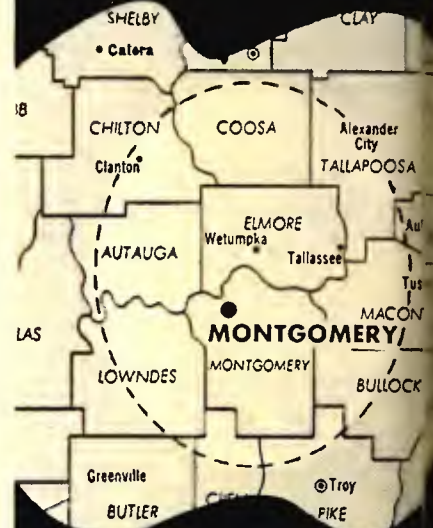 SHELBY
CLAY
Calera
CHILTON
COOSA
Alexander
City
Clanton
TALLAPOOSA
ELMORE
Wetumpka
AUTAUGA
Tallassee
MACON
LAS
MONTGOMERY
LOWNDES
MONTGOMERY
BULLOCK
Greenville
Troy
BUTLER
PIKE